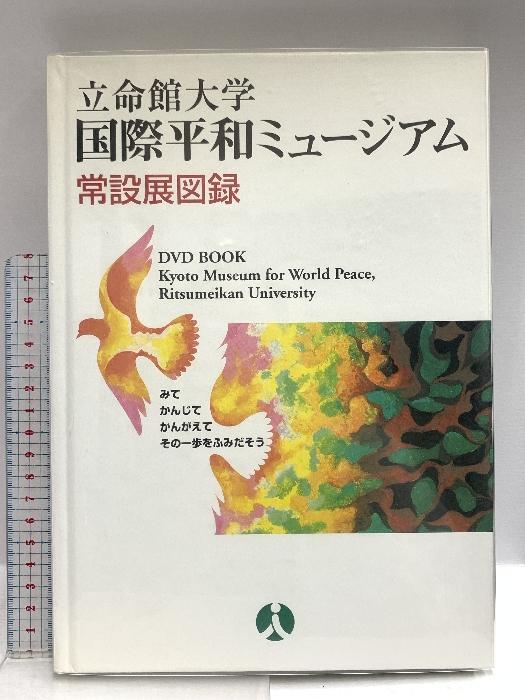 立命館大学
国際平和ミュージアム
常設展図録
DVD BOOK
Kyoto Museum for World Peace,
Ritsumeikan University
みて
かんじて
かんがえて
その一歩をふみだそう